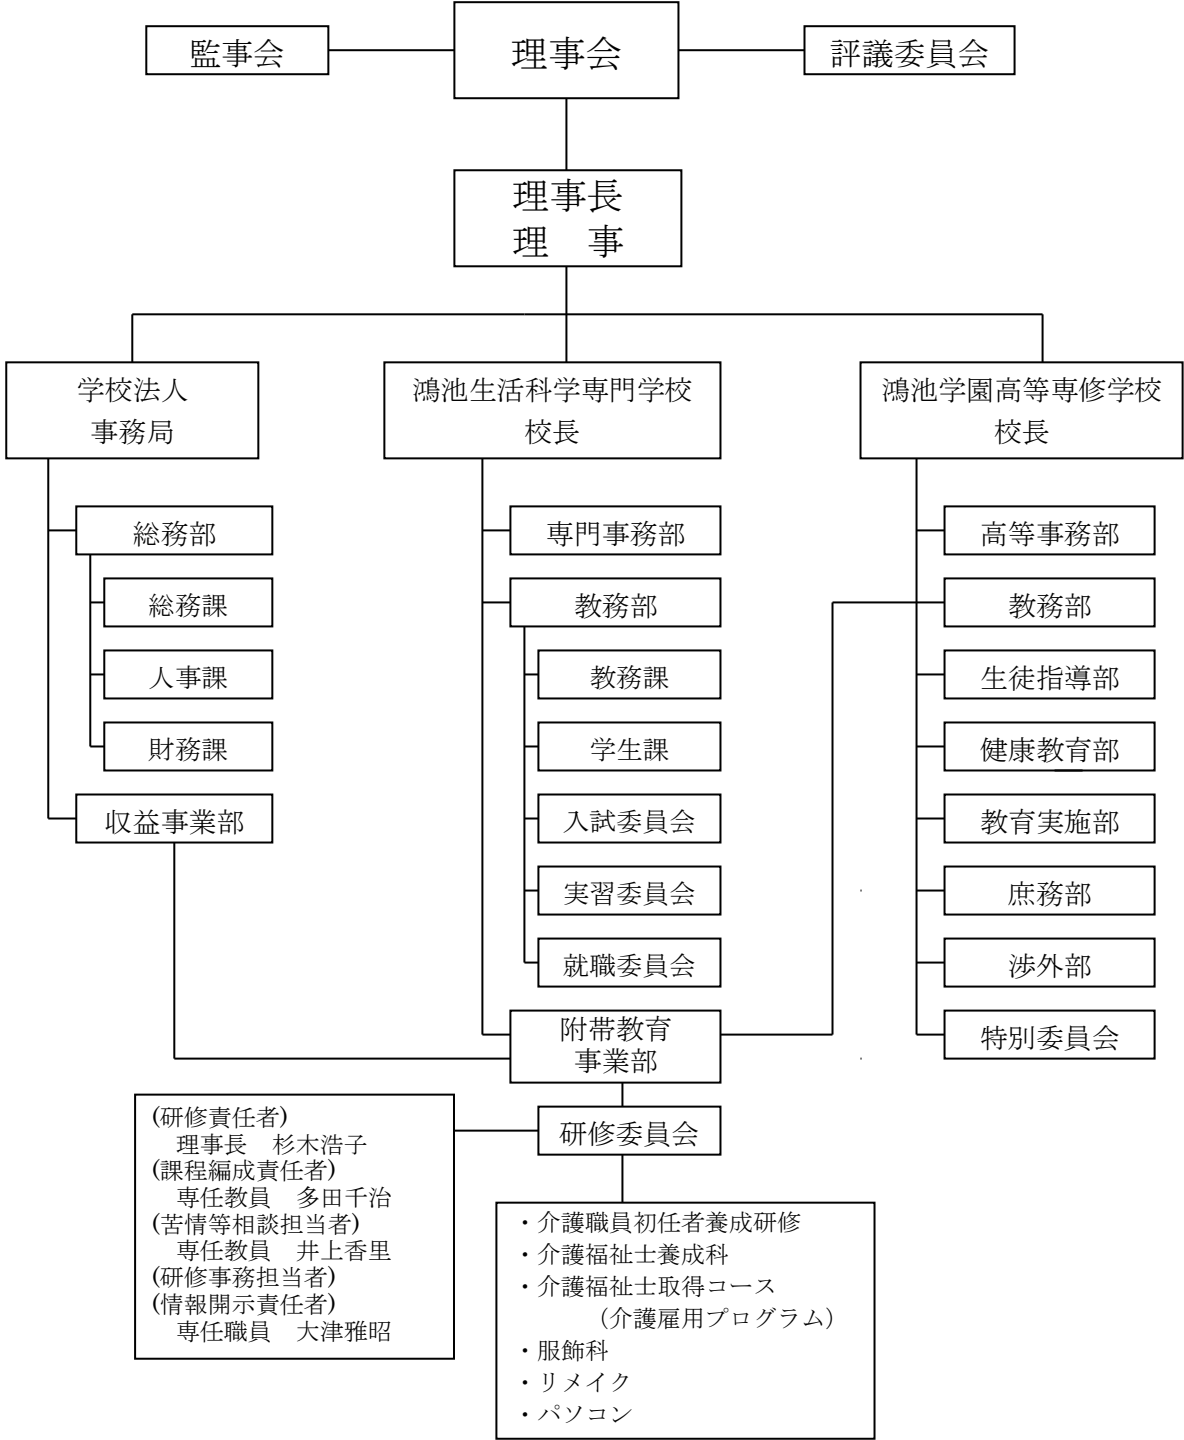 監事会
理事会
評議委員会
理事長
理　事
学校法人
事務局
総務部
総務課
人事課
財務課
収益事業部
鴻池生活科学専門学校
校長
専門事務部
教務部
教務課
学生課
入試委員会
実習委員会
就職委員会
附帯教育
事業部
研修委員会
鴻池学園高等専修学校
校長
高等事務部
教務部
生徒指導部
健康教育部
教育実施部
庶務部
渉外部
特別委員会
(研修責任者)
理事長　杉木浩子
(課程編成責任者)
専任教員　多田千治
(苦情等相談担当者)
専任教員　井上香里
(研修事務担当者)
(情報開示責任者)
専任職員　大津雅昭
・介護職員初任者養成研修
・介護福祉士養成科
・介護福祉士取得コース
（介護雇用プログラム）
・服飾科
・リメイク
・パソコン